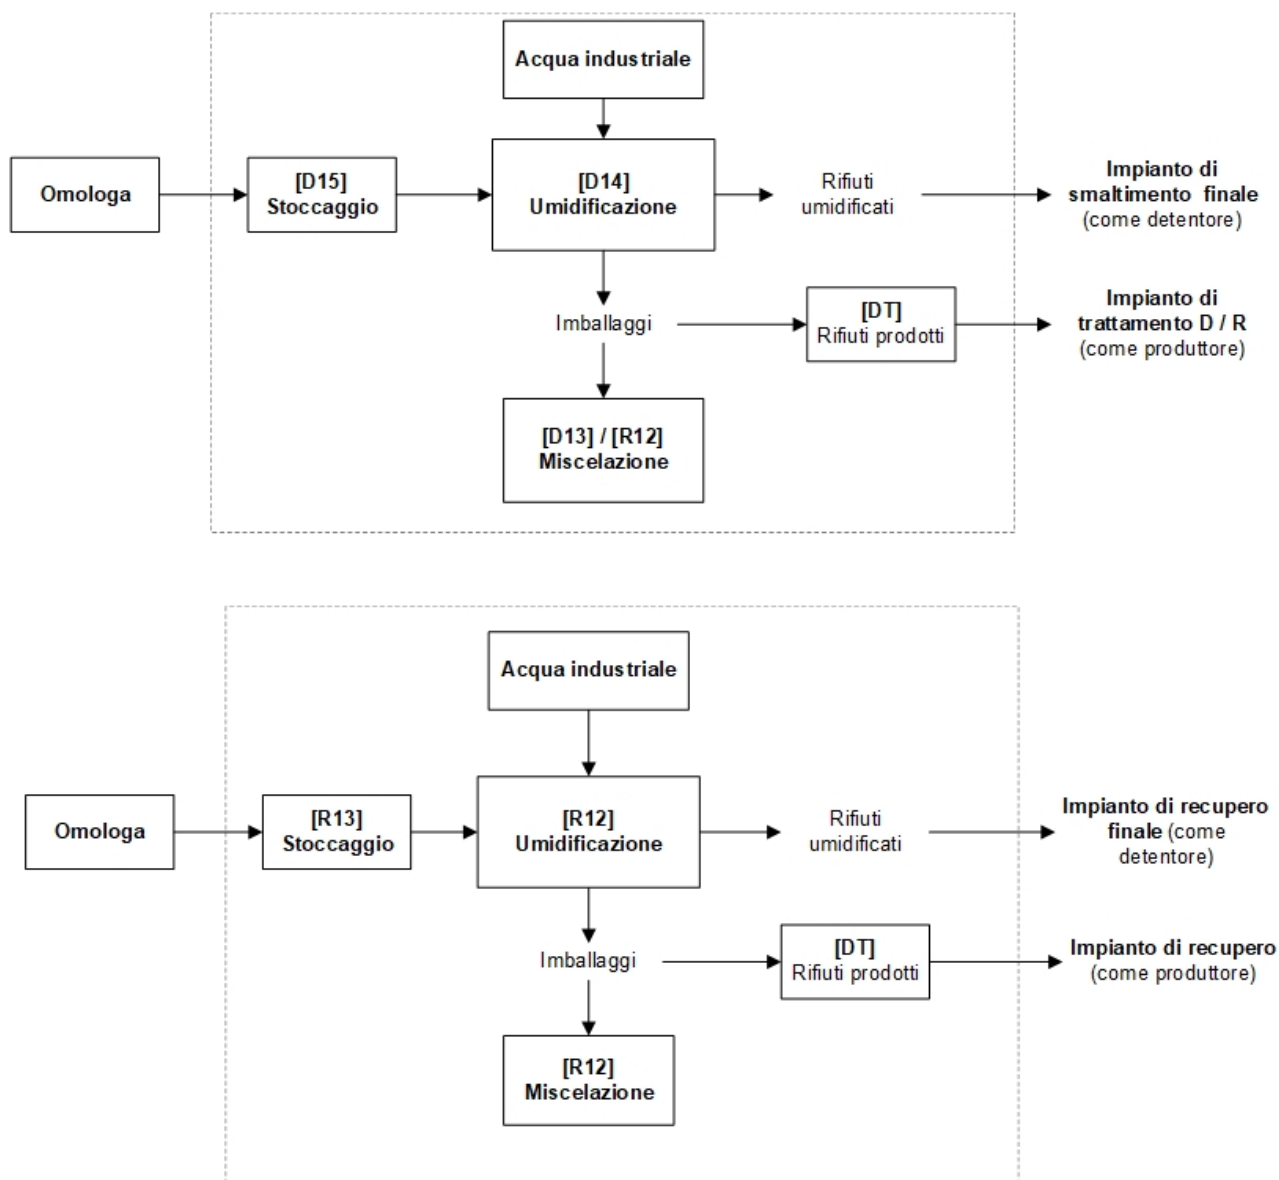 Acqua industriale
Omologa
[D15]
Stoccaggio
[D14]
Umidificazione
Rifiuti
umidificati
Impianto di
smaltimento finale
(come detentore)
Imballaggi
[DT]
Rifiuti prodotti
Impianto di
trattamento D / R
(come produttore)
[D13] / [R12]
Miscelazione
Acqua industriale
Omologa
[R13]
Stoccaggio
[R12]
Umidificazione
Rifiuti
umidificati
Impianto di recupero
finale (come
detentore)
Imballaggi
[DT]
Rifiuti prodotti
Impianto di recupero
(come produttore)
[R12]
Miscelazione